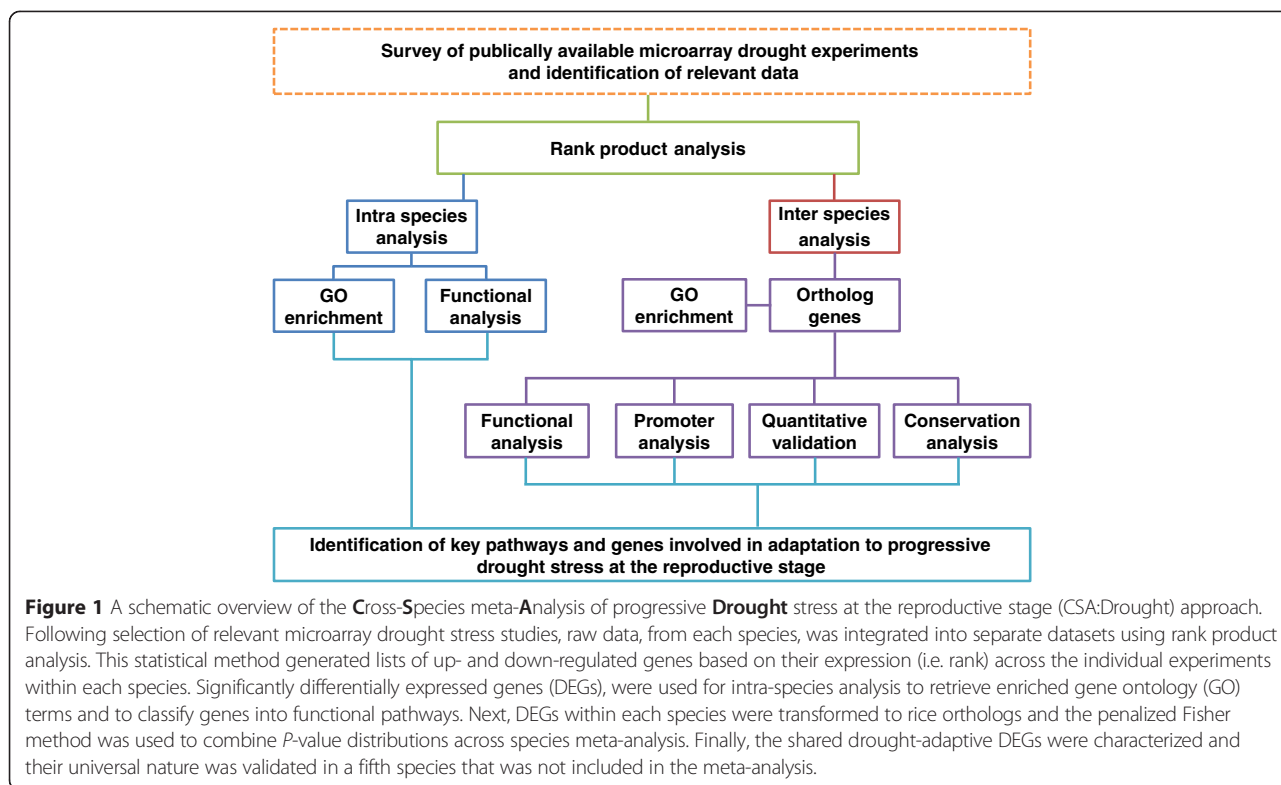 Survey of publically available microarray drought experiments
and identification of relevant data
Rank product analysis
Intra species
analysis
Inter species
analysis
GO
enrichment
Functional
analysis
GO
enrichment
Ortholog
genes
Functional
analysis
Promoter
analysis
Quantitative
validation
Conservation
analysis
Identification of key pathways and genes involved in adaptation to progressive
drought stress at the reproductive stage
Figure 1 A schematic overview of the Cross-Species meta-Analysis of progressive Drought stress at the reproductive stage (CSA:Drought) approach.
Following selection of relevant microarray drought stress studies, raw data, from each species, was integrated into separate datasets using rank product
analysis. This statistical method generated lists of up- and down-regulated genes based on their expression (i.e. rank) across the individual experiments
within each species. Significantly differentially expressed genes (DEGs), were used for intra-species analysis to retrieve enriched gene ontology (GO)
terms and to classify genes into functional pathways. Next, DEGs within each species were transformed to rice orthologs and the penalized Fisher
method was used to combine P-value distributions across species meta-analysis. Finally, the shared drought-adaptive DEGs were characterized and
their universal nature was validated in a fifth species that was not included in the meta-analysis.